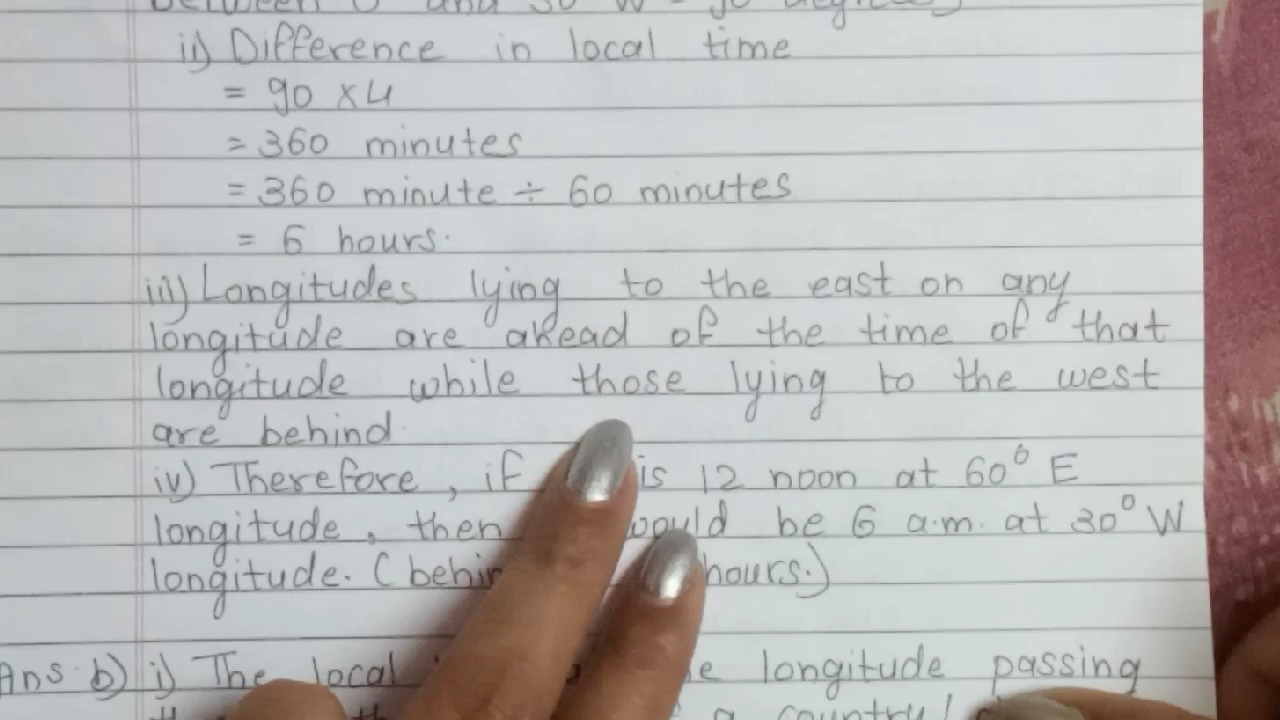 ii) Difference in local time
= 90 x 4
= 360 minutes
= 360 minute ÷ 60 minutes
= 6 hours.
iii) Longitudes lying to the east on any
longitude are ahead of the time of that
longitude while those lying to the west
are behind.
iv) Therefore, if is 12 noon at 60° E
longitude, then would be 6 a.m. at 30° W
longitude. ( hours.)
Ans. b) i) The local longitude passing
a country